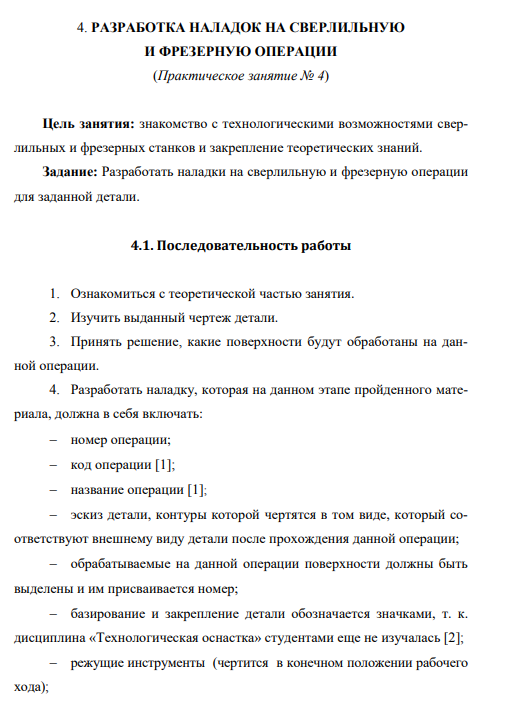 4. РАЗРАБОТКА НАЛАДОК НА СВЕРЛИЛЬНУЮ
И ФРЕЗЕРНУЮ ОПЕРАЦИИ
(Практическое занятие № 4)
Цель занятия: знакомство с технологическими возможностями свер-
лильных и фрезерных станков и закрепление теоретических знаний.
Задание: Разработать наладки на сверлильную и фрезерную операции
для заданной детали.
4.1. Последовательность работы
1. Ознакомиться с теоретической частью занятия.
2. Изучить выданный чертеж детали.
3. Принять решение, какие поверхности будут обработаны на дан-
ной операции.
4. Разработать наладку, которая на данном этапе пройденного мате-
риала, должна в себя включать:
– номер операции;
– код операции [1];
– название операции [1];
– эскиз детали, контуры которой чертятся в том виде, который со-
ответствуют внешнему виду детали после прохождения данной операции;
– обрабатываемые на данной операции поверхности должны быть
выделены и им присваивается номер;
– базирование и закрепление детали обозначается значками, т. к.
дисциплина «Технологическая оснастка» студентами еще не изучалась [2];
– режущие инструменты (чертится в конечном положении рабочего
хода);